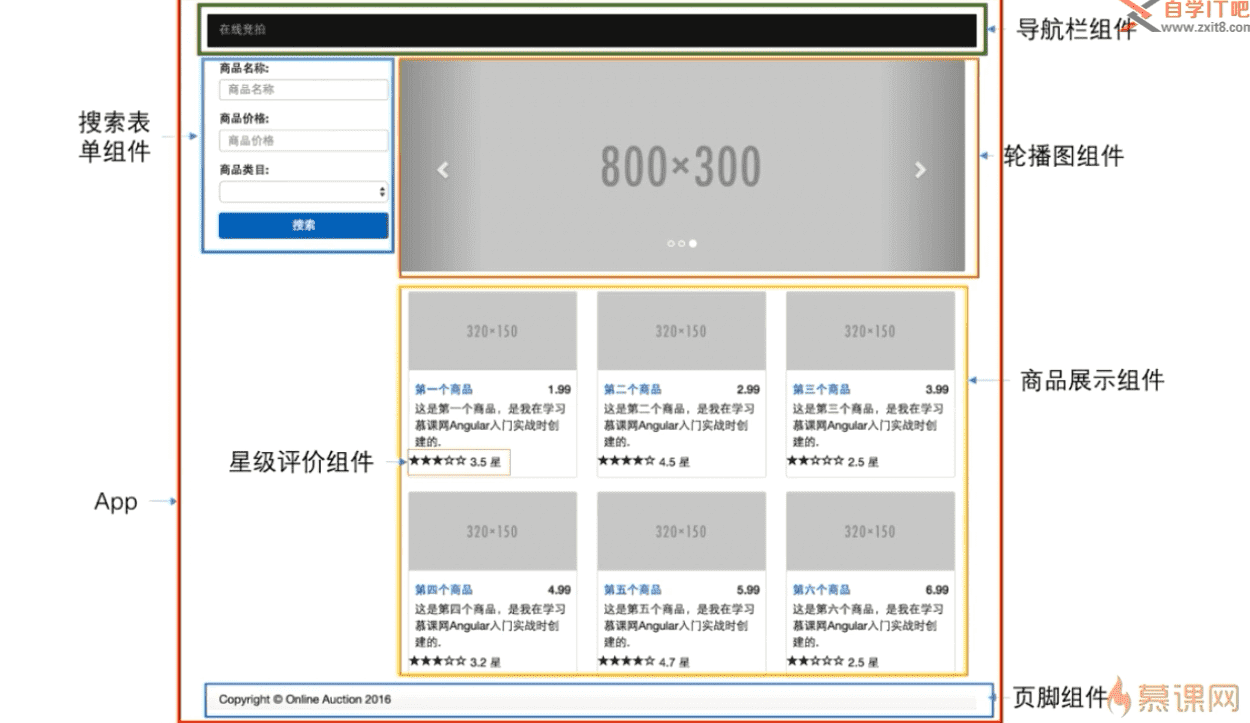 自学IT吧
www.zxit8.com
在线竞拍
导航栏组件
商品名称:
商品名称
商品价格:
商品价格
商品类目:
搜索
搜索表
单组件
800×300
轮播图组件
320×150
320×150
320×150
第一个商品 1.99
这是第一个商品，是我在学习
慕课网Angular入门实战时创
建的.
★★★☆☆ 3.5 星
第二个商品 2.99
这是第二个商品，是我在学习
慕课网Angular入门实战时创
建的.
★★★★☆ 4.5 星
第三个商品 3.99
这是第三个商品，是我在学习
慕课网Angular入门实战时创
建的.
★★☆☆☆ 2.5 星
商品展示组件
星级评价组件
App
320×150
320×150
320×150
第四个商品 4.99
这是第四个商品，是我在学习
慕课网Angular入门实战时创
建的.
★★★☆☆ 3.2 星
第五个商品 5.99
这是第五个商品，是我在学习
慕课网Angular入门实战时创
建的.
★★★★☆ 4.7 星
第六个商品 6.99
这是第六个商品，是我在学习
慕课网Angular入门实战时创
建的.
★★☆☆☆ 2.5 星
Copyright © Online Auction 2016
页脚组件
慕课网